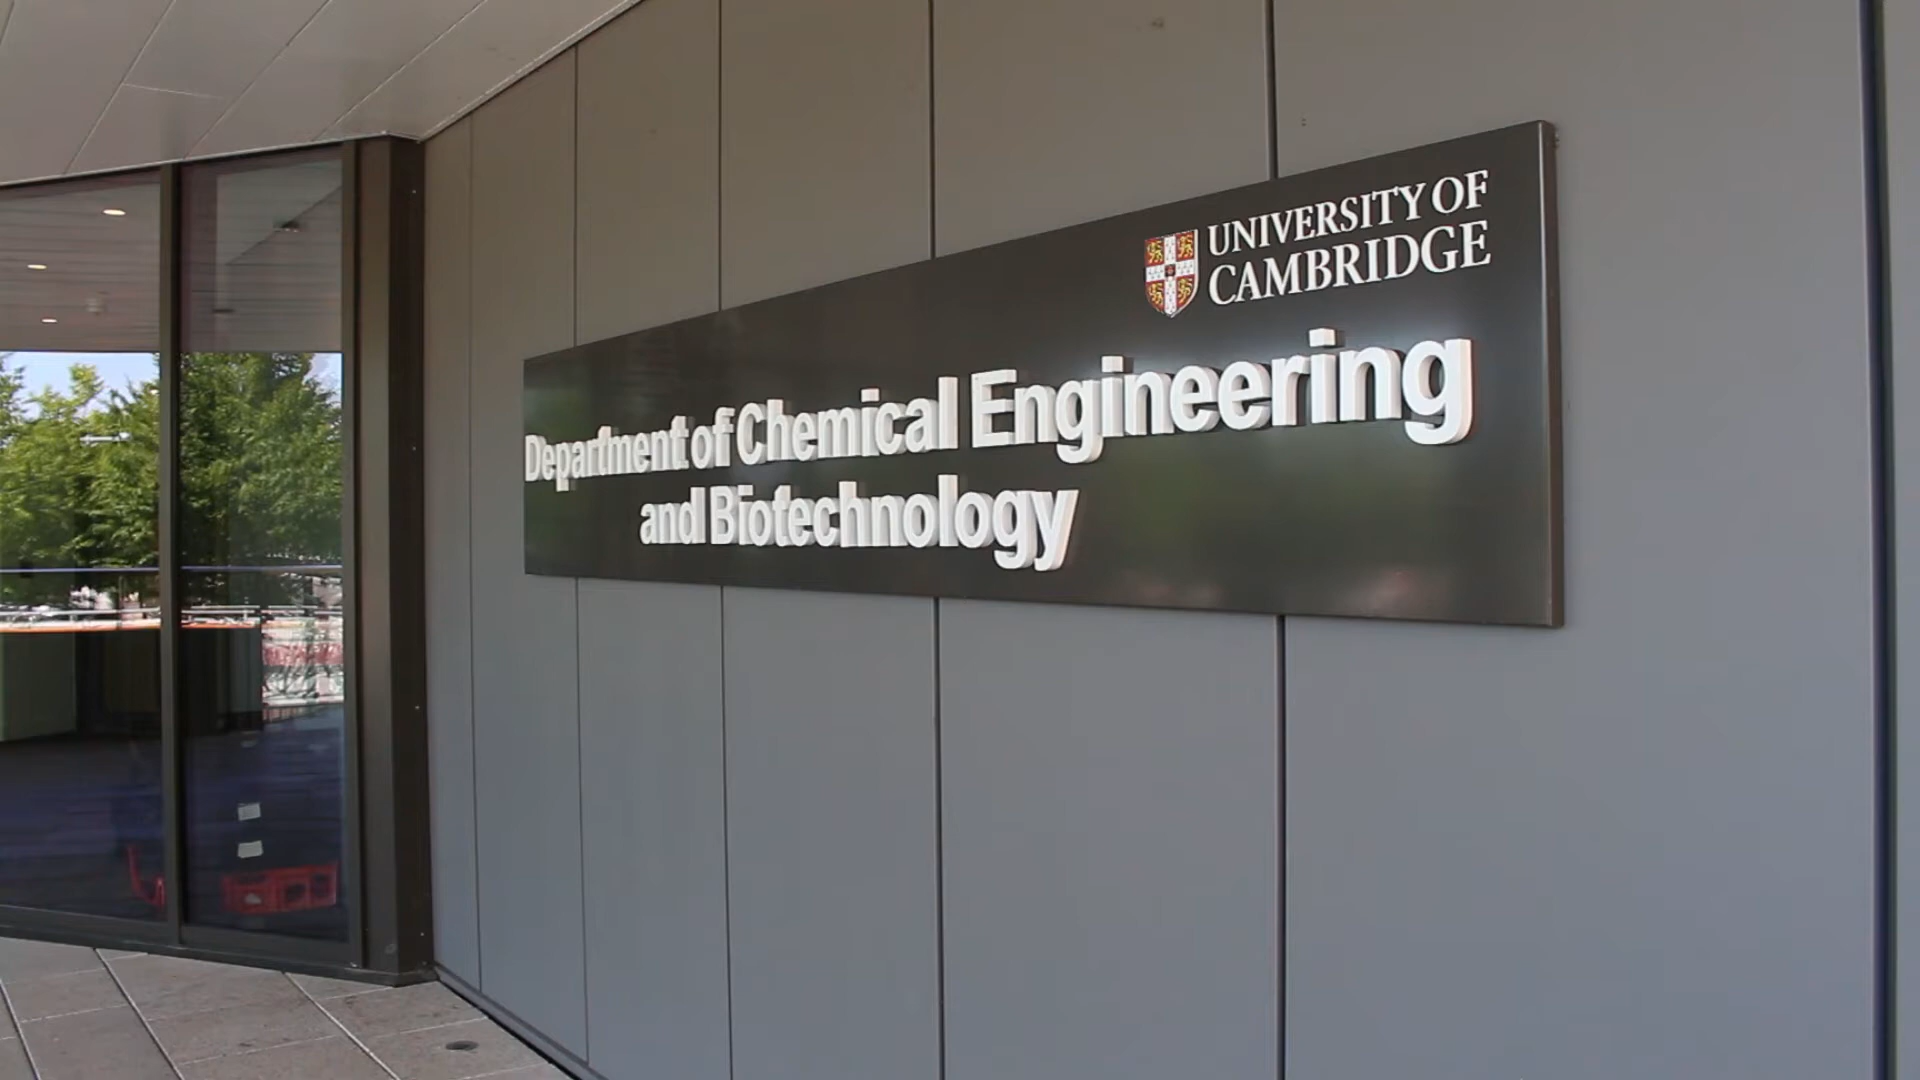 UNIVERSITY OF
CAMBRIDGE
Department of Chemical Engineering
and Biotechnology